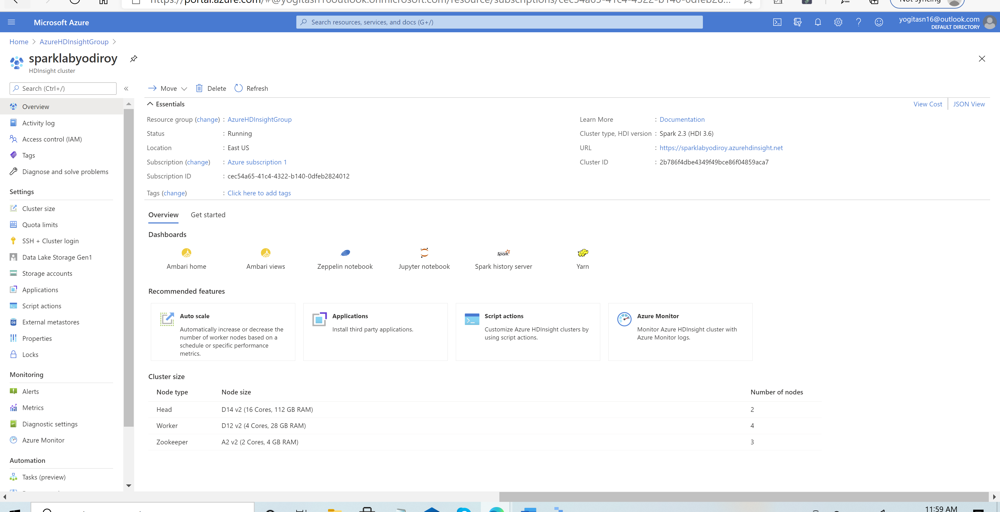 https://portal.azure.com/#@yogitasn16outlook.onmicrosoft.com/resource/subscriptions/cec54a65-41c4-4322-b140-0dfeb28...
Not syncing
Microsoft Azure
Search resources, services, and docs (G+/)
yogitasn16@outlook.com
DEFAULT DIRECTORY
Home > AzureHDInsightGroup >
sparklabyodiroy
HDInsight cluster
Search (Ctrl+/)
«
Overview
Activity log
Access control (IAM)
Tags
Diagnose and solve problems
Settings
Cluster size
Quota limits
SSH + Cluster login
Data Lake Storage Gen1
Storage accounts
Applications
Script actions
External metastores
Properties
Locks
Monitoring
Alerts
Metrics
Diagnostic settings
Azure Monitor
Automation
Tasks (preview)
Move
Delete
Refresh
Essentials
View Cost
JSON View
Resource group (change) : AzureHDInsightGroup
Status : Running
Location : East US
Subscription (change) : Azure subscription 1
Subscription ID : cec54a65-41c4-4322-b140-0dfeb2824012
Tags (change) : Click here to add tags
Learn More : Documentation
Cluster type, HDI version : Spark 2.3 (HDI 3.6)
URL : https://sparklabyodiroy.azurehdinsight.net
Cluster ID : 2b786f4dbe4349f49bce86f04859aca7
Overview
Get started
Dashboards
Spark
Ambari home
Ambari views
Zeppelin notebook
Jupyter notebook
Spark history server
Yarn
Recommended features
Auto scale
Automatically increase or decrease the
number of worker nodes based on a
schedule or specific performance
metrics.
Applications
Install third party applications.
Script actions
Customize Azure HDInsight clusters by
using script actions.
Azure Monitor
Monitor Azure HDInsight cluster with
Azure Monitor logs.
Cluster size
Node type Node size Number of nodes
Head D14 v2 (16 Cores, 112 GB RAM) 2
Worker D12 v2 (4 Cores, 28 GB RAM) 4
Zookeeper A2 v2 (2 Cores, 4 GB RAM) 3
11:59 AM